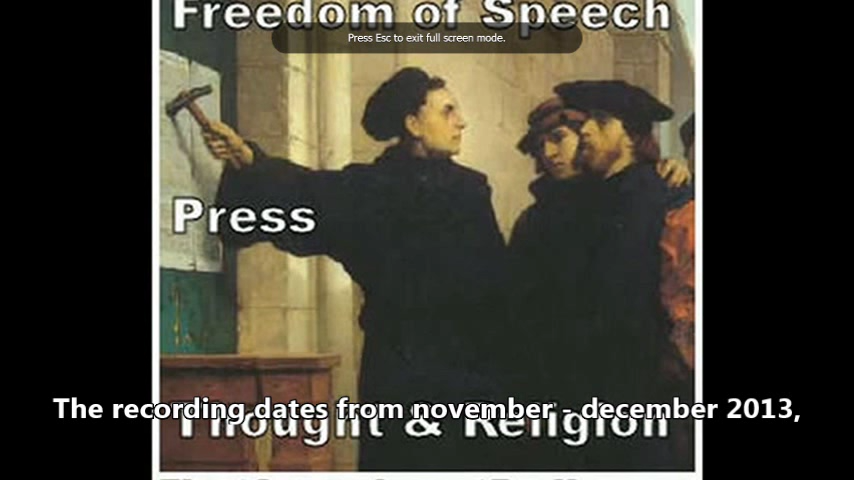 Freedom of Speech
Press Esc to exit full screen mode.
Press
The recording dates from november - december 2013,
Thought & Religion